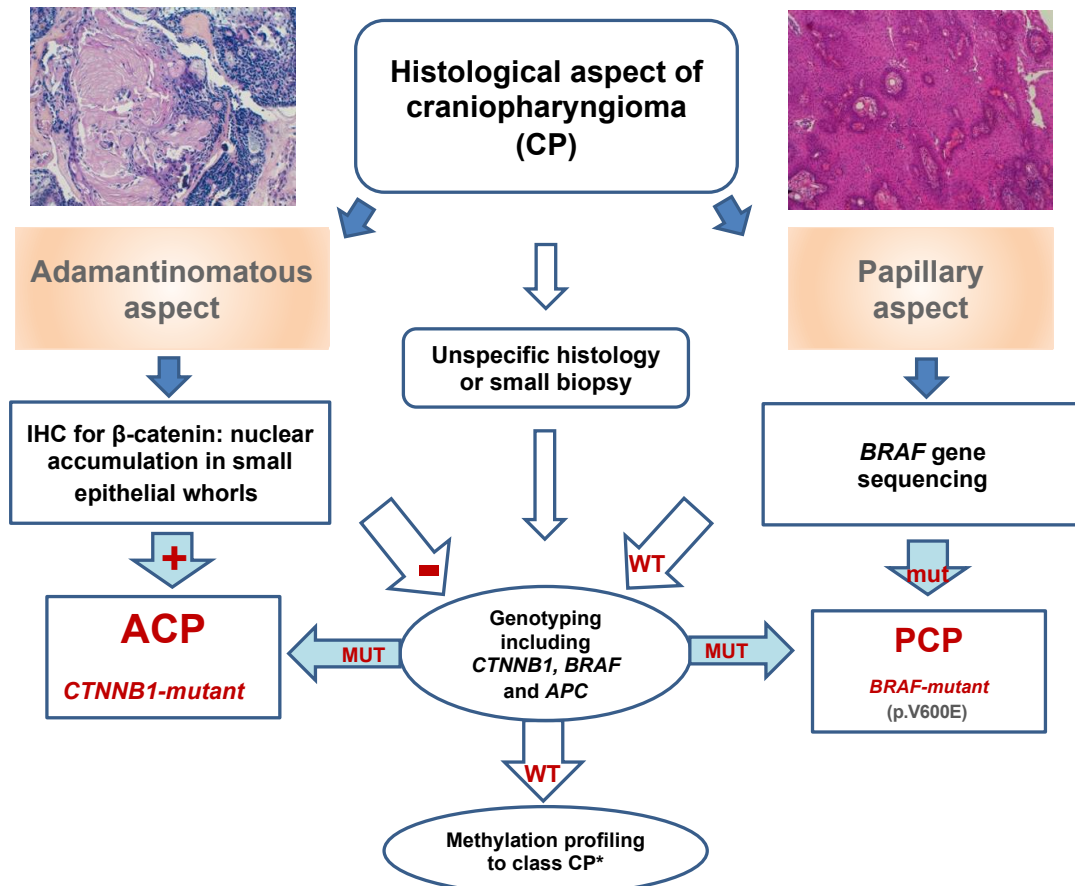 Histological aspect of
craniopharyngioma
(CP)
Adamantinomatous
aspect
Papillary
aspect
Unspecific histology
or small biopsy
IHC for β-catenin: nuclear
accumulation in small
epithelial whorls
BRAF gene
sequencing
+
-
WT
mut
ACP
CTNNB1-mutant
MUT
Genotyping
including
CTNNB1, BRAF
and APC
MUT
PCP
BRAF-mutant
(p.V600E)
WT
Methylation profiling
to class CP*